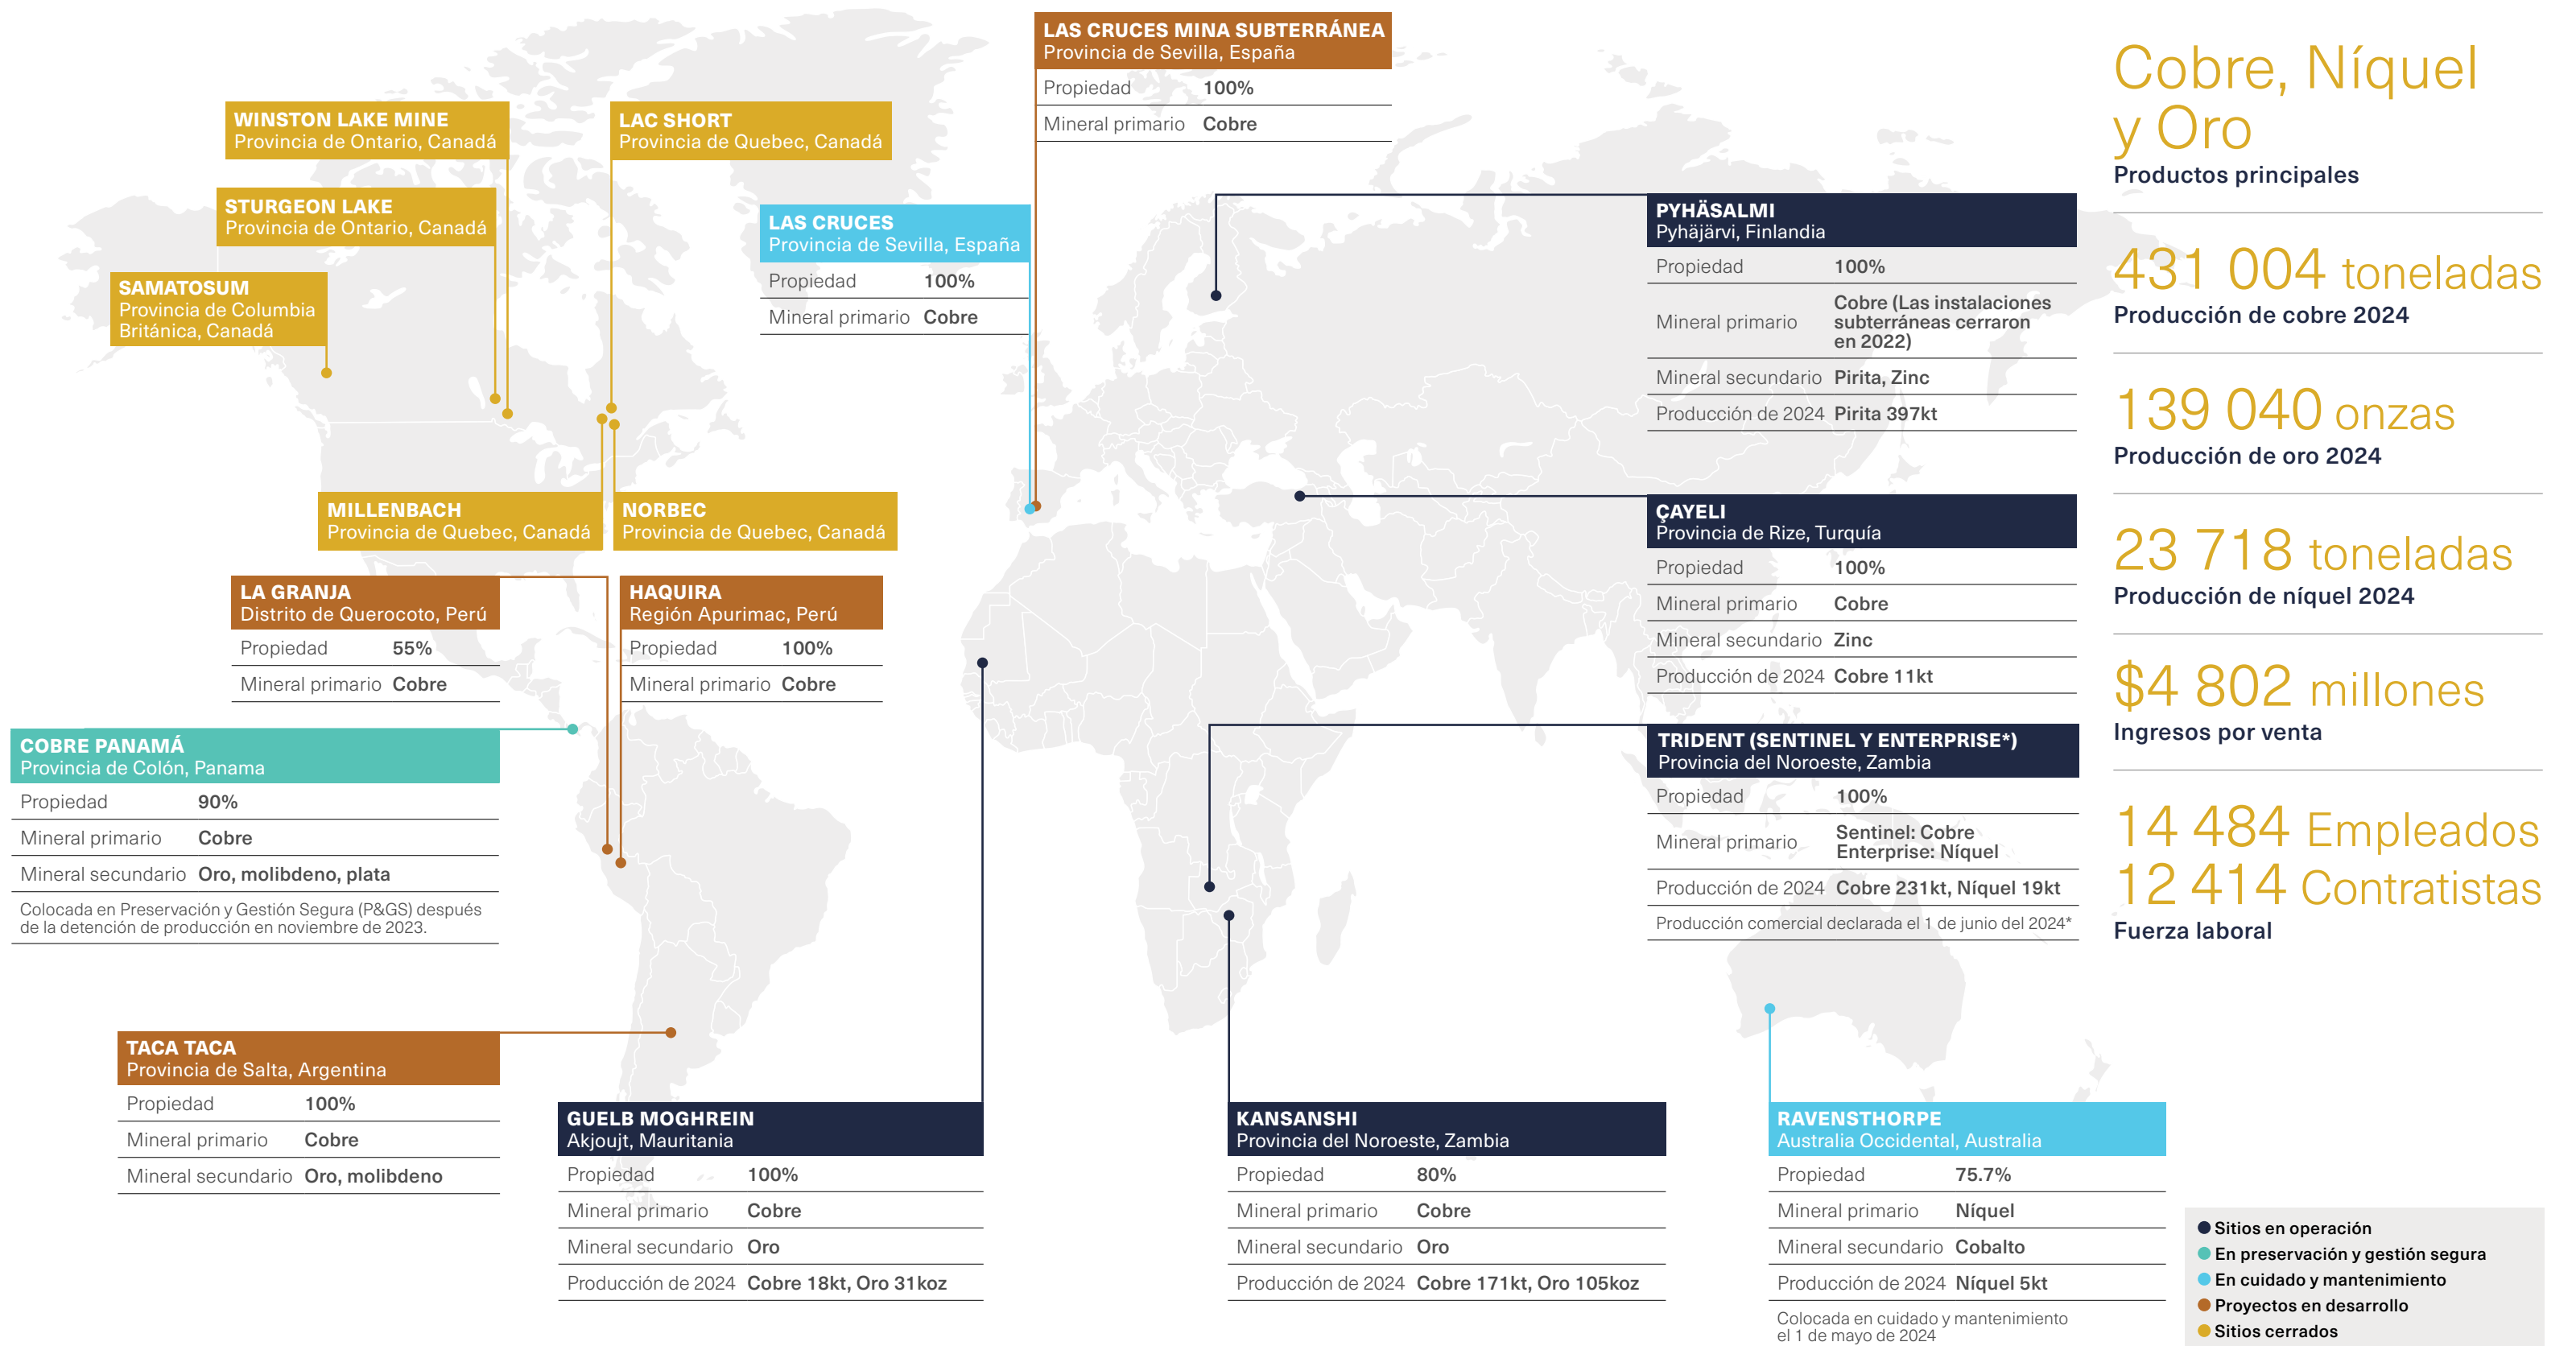 LAS CRUCES MINA SUBTERRÁNEA
Provincia de Sevilla, España
Propiedad 100%
Mineral primario Cobre
WINSTON LAKE MINE
Provincia de Ontario, Canadá
LAC SHORT
Provincia de Quebec, Canadá
STURGEON LAKE
Provincia de Ontario, Canadá
SAMATOSUM
Provincia de Columbia
Británica, Canadá
LAS CRUCES
Provincia de Sevilla, España
Propiedad 100%
Mineral primario Cobre
MILLENBACH
Provincia de Quebec, Canadá
NORBEC
Provincia de Quebec, Canadá
LA GRANJA
Distrito de Querocoto, Perú
Propiedad 55%
Mineral primario Cobre
HAQUIRA
Región Apurimac, Perú
Propiedad 100%
Mineral primario Cobre
COBRE PANAMÁ
Provincia de Colón, Panama
Propiedad 90%
Mineral primario Cobre
Mineral secundario Oro, molibdeno, plata
Colocada en Preservación y Gestión Segura (P&GS) después
de la detención de producción en noviembre de 2023.
TACA TACA
Provincia de Salta, Argentina
Propiedad 100%
Mineral primario Cobre
Mineral secundario Oro, molibdeno
GUELB MOGHREIN
Akjoujt, Mauritania
Propiedad 100%
Mineral primario Cobre
Mineral secundario Oro
Producción de 2024 Cobre 18kt, Oro 31koz
KANSANSHI
Provincia del Noroeste, Zambia
Propiedad 80%
Mineral primario Cobre
Mineral secundario Oro
Producción de 2024 Cobre 171kt, Oro 105koz
RAVENSTHORPE
Australia Occidental, Australia
Propiedad 75.7%
Mineral primario Níquel
Mineral secundario Cobalto
Producción de 2024 Níquel 5kt
Colocada en cuidado y mantenimiento
el 1 de mayo de 2024
PYHÄSALMI
Pyhäjärvi, Finlandia
Propiedad 100%
Mineral primario Cobre (Las instalaciones
subterráneas cerraron
en 2022)
Mineral secundario Pirita, Zinc
Producción de 2024 Pirita 397kt
ÇAYELI
Provincia de Rize, Turquía
Propiedad 100%
Mineral primario Cobre
Mineral secundario Zinc
Producción de 2024 Cobre 11kt
TRIDENT (SENTINEL Y ENTERPRISE*)
Provincia del Noroeste, Zambia
Propiedad 100%
Mineral primario Sentinel: Cobre
Enterprise: Níquel
Producción de 2024 Cobre 231kt, Níquel 19kt
Producción comercial declarada el 1 de junio del 2024*
Cobre, Níquel
y Oro
Productos principales
431 004 toneladas
Producción de cobre 2024
139 040 onzas
Producción de oro 2024
23 718 toneladas
Producción de níquel 2024
$4 802 millones
Ingresos por venta
14 484 Empleados
12 414 Contratistas
Fuerza laboral
Sitios en operación
En preservación y gestión segura
En cuidado y mantenimiento
Proyectos en desarrollo
Sitios cerrados